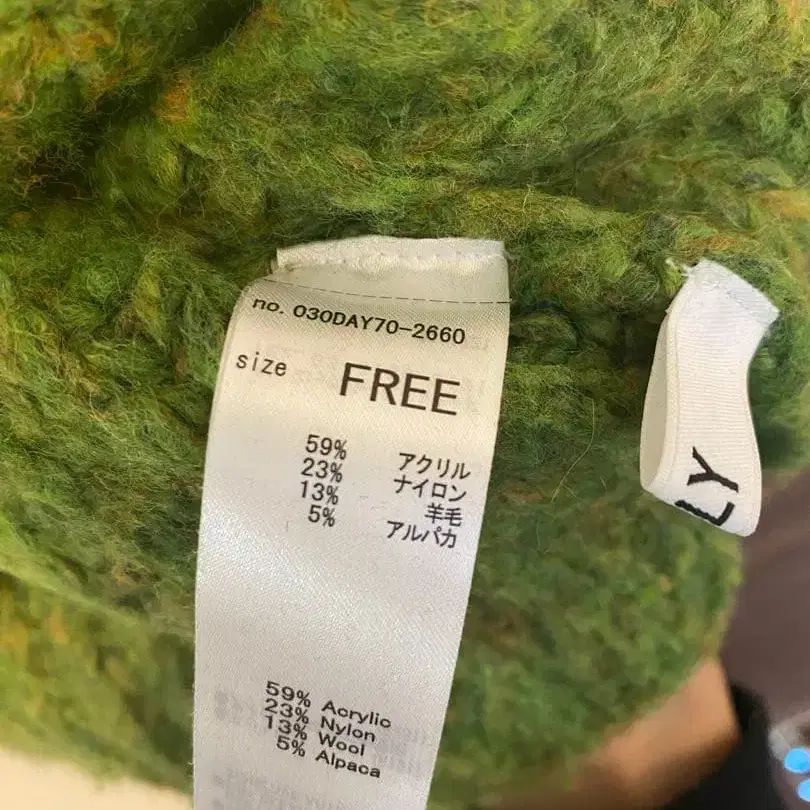 no. 030DAY70-2660
size FREE
59% アクリル
23% ナイロン
13% 羊毛
5% アルパカ
59% Acrylic
23% Nylon
13% Wool
5% Alpaca
LY